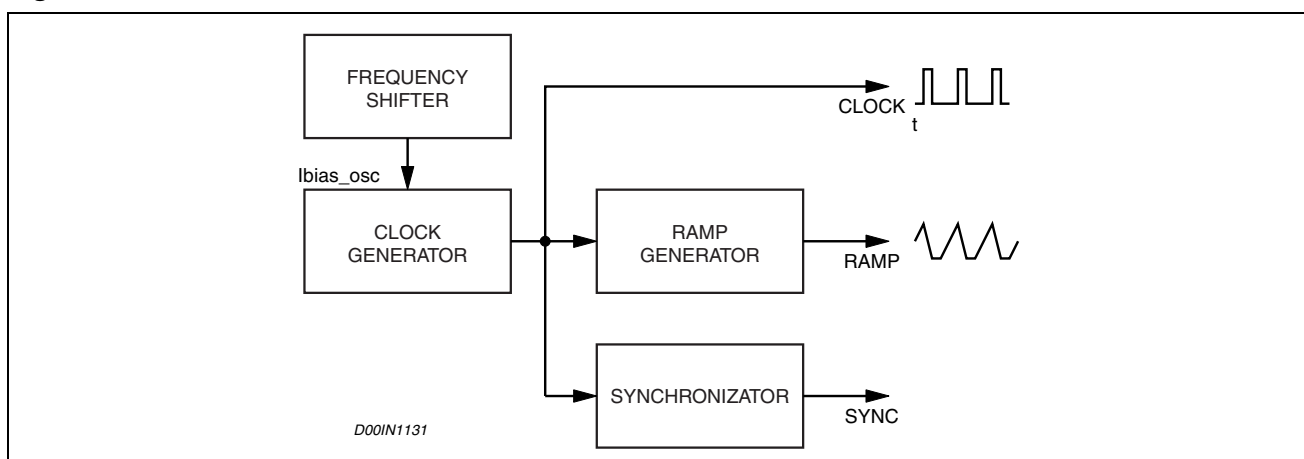 FREQUENCY
SHIFTER
CLOCK
t
Ibias_osc
CLOCK
GENERATOR
RAMP
GENERATOR
RAMP
SYNCHRONIZATOR
SYNC
D00IN1131